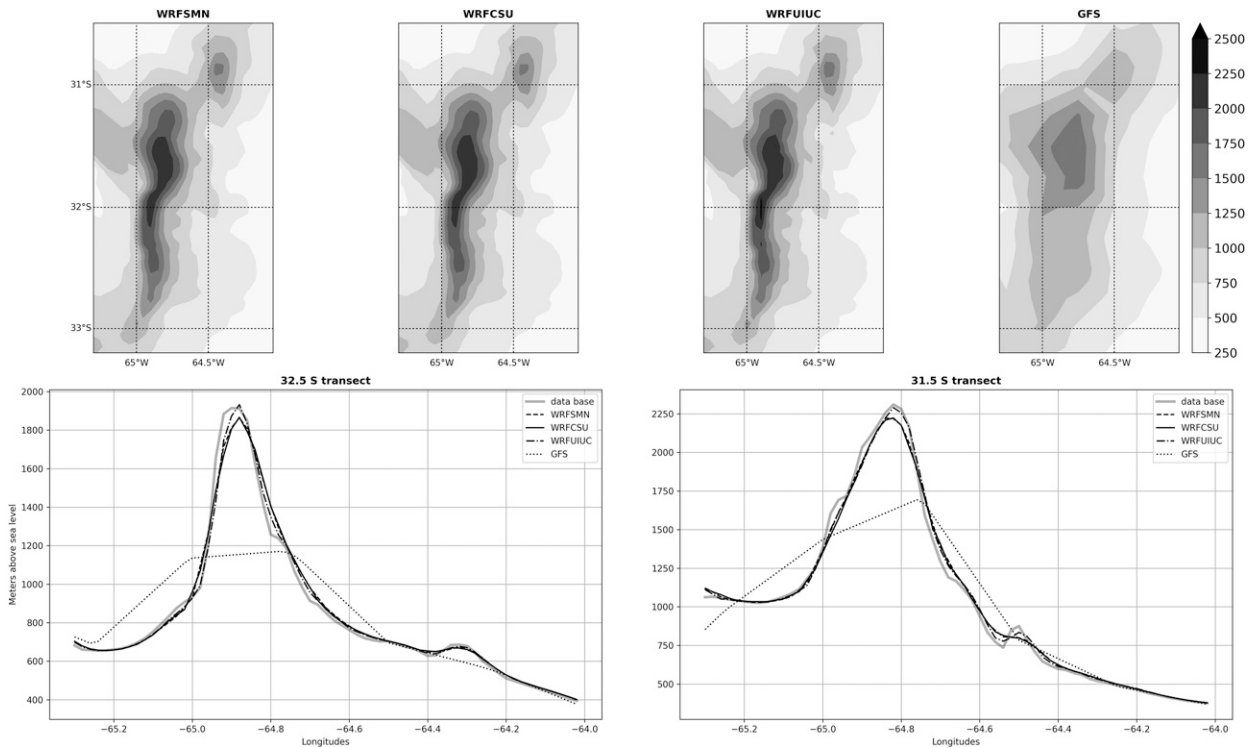 WRFSMN WRFCSU WRFUIUC GFS
31°S
32°S
33°S
65°W 64.5°W 65°W 64.5°W 65°W 64.5°W 65°W 64.5°W
2500
2250
2000
1750
1500
1250
1000
750
500
250
32.5 S transect
Meters above sea level
2000
1800
1600
1400
1200
1000
800
600
400
data base
WRFSMN
WRFCSU
WRFUIUC
GFS
−65.2 −65.0 −64.8 −64.6 −64.4 −64.2 −64.0
Longitudes
31.5 S transect
2250
2000
1750
1500
1250
1000
750
500
data base
WRFSMN
WRFCSU
WRFUIUC
GFS
−65.2 −65.0 −64.8 −64.6 −64.4 −64.2 −64.0
Longitudes